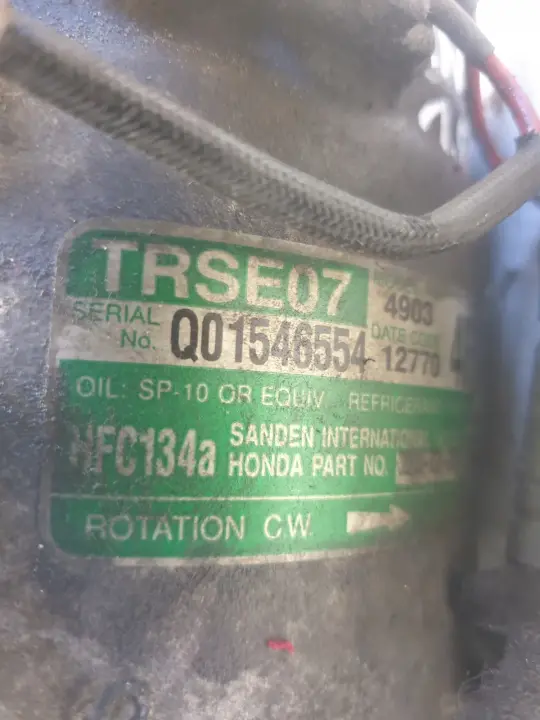 TRSE07
4903
SERIAL No. Q01546554
DATE CODE
12770
OIL: SP-10 OR EQUIV.
HFC134a
SANDEN INTERNATIONAL
HONDA PART NO.
ROTATION C.W.